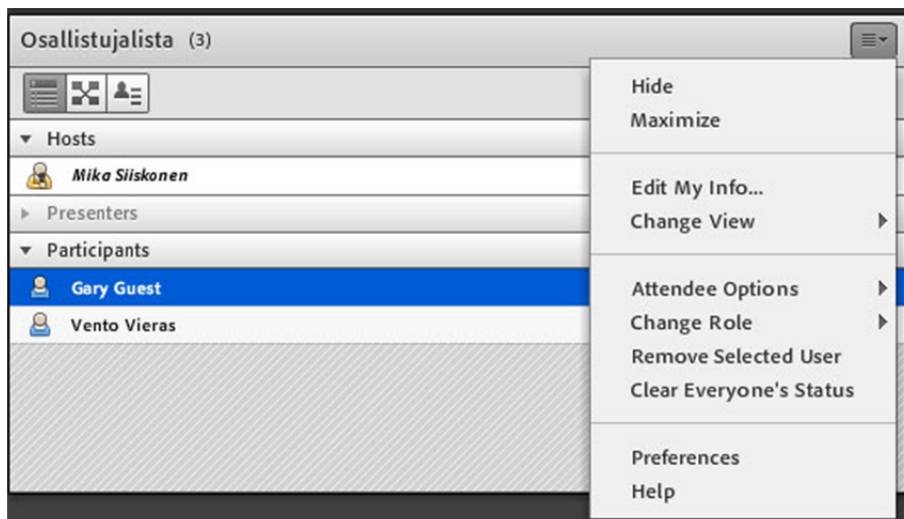 Osallistujalista (3)
Hosts
Mika Siiskonen
Presenters
Participants
Gary Guest
Vento Vieras
Hide
Maximize
Edit My Info...
Change View
Attendee Options
Change Role
Remove Selected User
Clear Everyone's Status
Preferences
Help